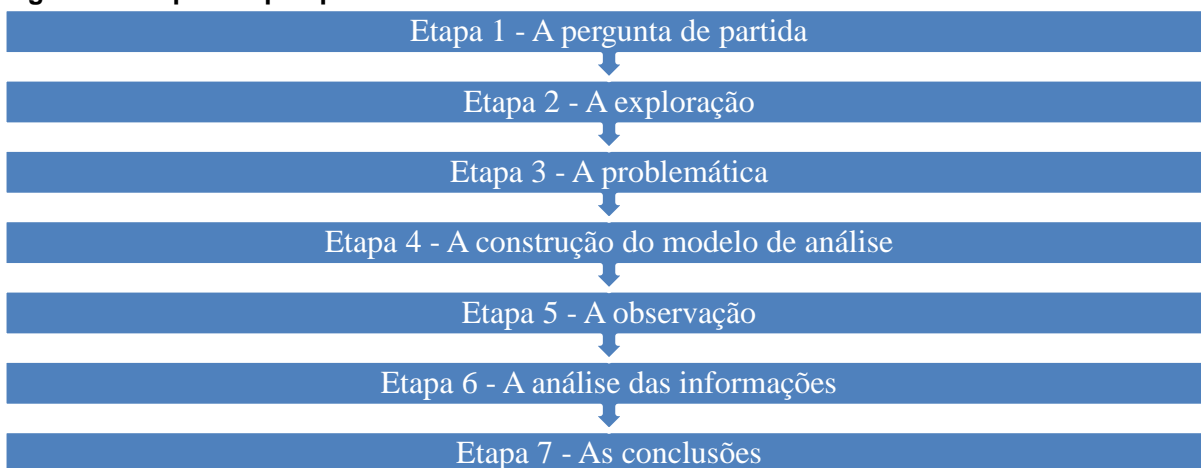 Etapa 1 - A pergunta de partida
Etapa 2 - A exploração
Etapa 3 - A problemática
Etapa 4 - A construção do modelo de análise
Etapa 5 - A observação
Etapa 6 - A análise das informações
Etapa 7 - As conclusões